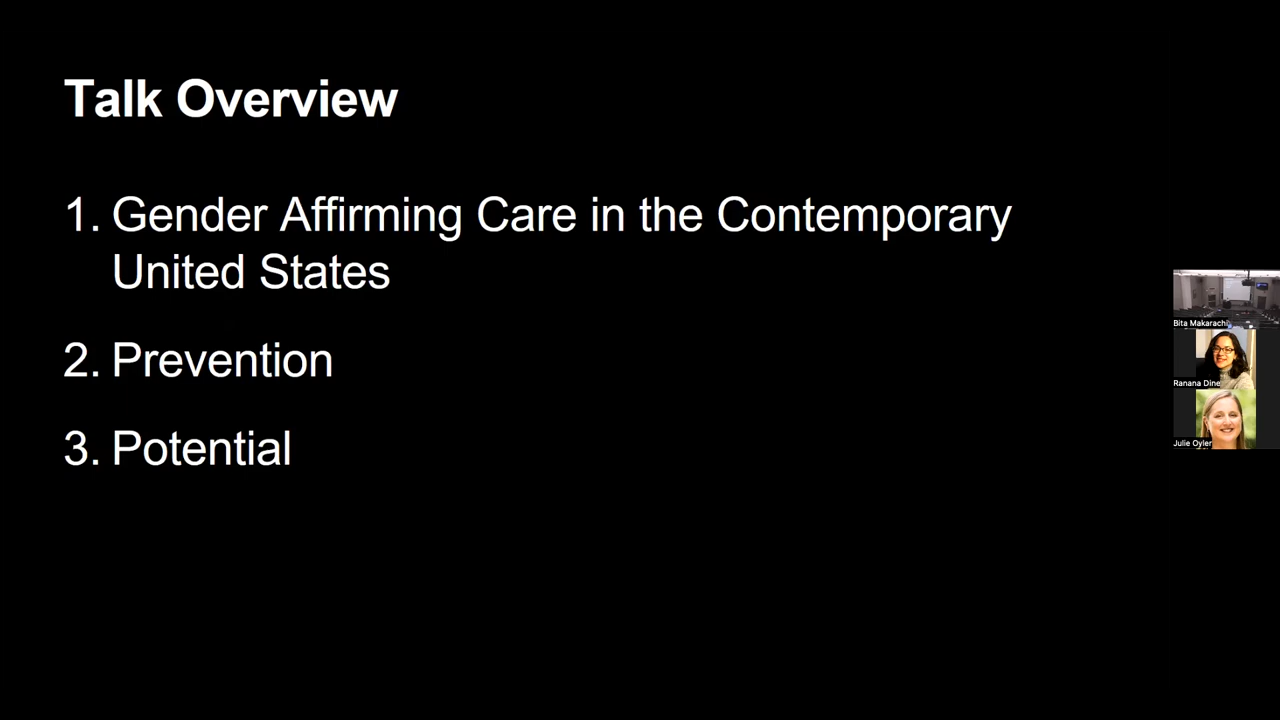 Talk Overview
1. Gender Affirming Care in the Contemporary
United States
2. Prevention
3. Potential
Bita Makarachi
Ranana Dine
Julie Oyler